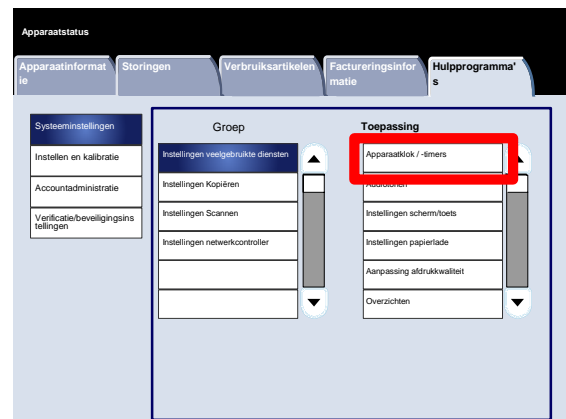 Apparaatstatus
Apparaatinformat
ie
Storingen
Verbruiksartikelen
Factureringsinfor
matie
Hulpprogramma'
s
Systeeminstellingen
Instellen en kalibratie
Accountadministratie
Verificatie/beveiligingsins
tellingen
Groep
Instellingen veelgebruikte diensten
Instellingen Kopiëren
Instellingen Scannen
Instellingen netwerkcontroller
Toepassing
Apparaatklok / -timers
Audiotonen
Instellingen scherm/toets
Instellingen papierlade
Aanpassing afdrukkwaliteit
Overzichten